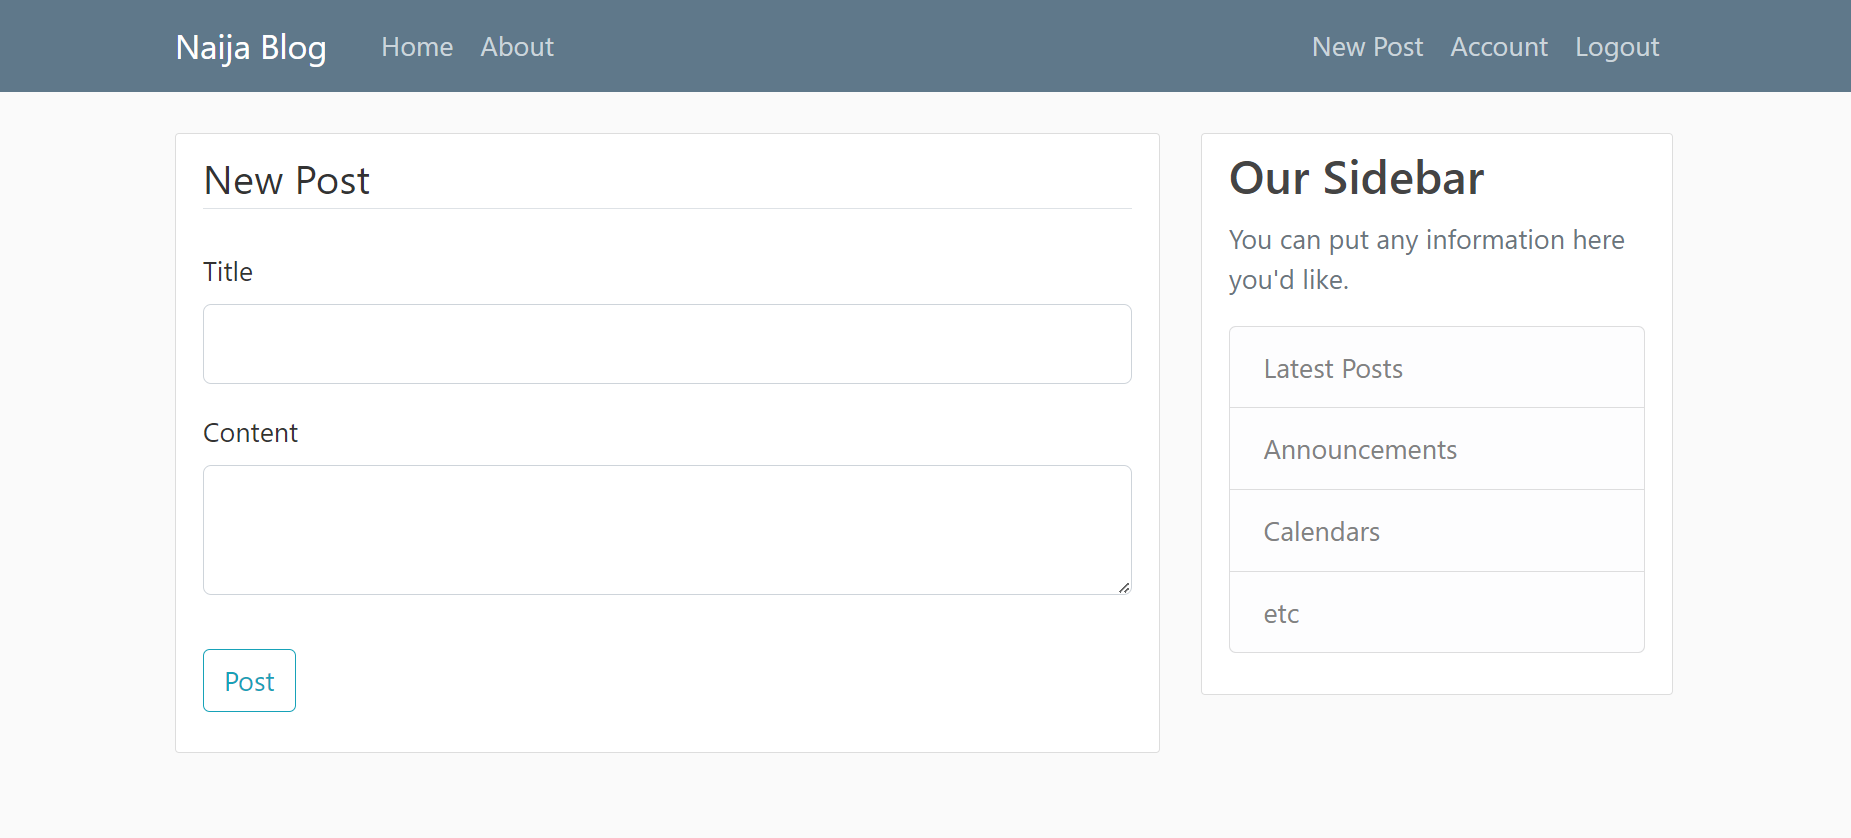 Naija Blog Home About New Post Account Logout
New Post
Title
Content
Post
Our Sidebar
You can put any information here
you'd like.
Latest Posts
Announcements
Calendars
etc